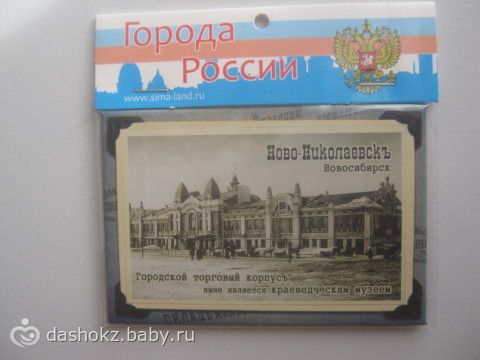 Города
России
www.sima-land.ru
Ново-Николаевскъ
Новосибирск
Городской торговый корпусъ
ныне является краеведческим музеем
dashokz.baby.ru